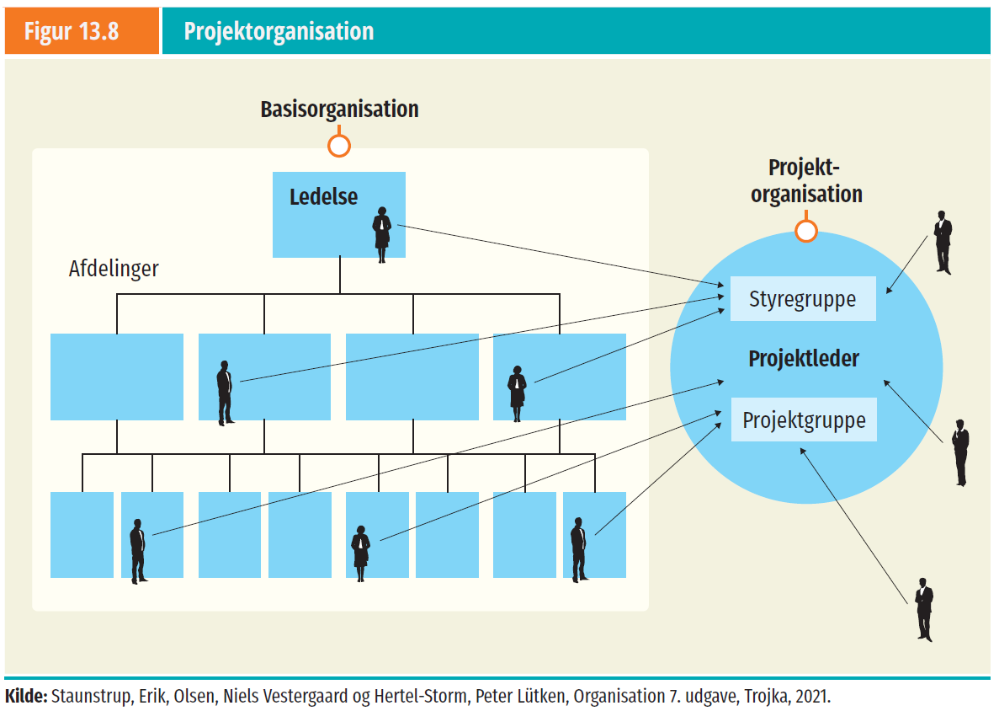 Figur 13.8
Projektorganisation
Basisorganisation
Ledelse
Afdelinger
Projekt-
organisation
Styregruppe
Projektleder
Projektgruppe
Kilde: Staunstrup, Erik, Olsen, Niels Vestergaard og Hertel-Storm, Peter Lütken, Organisation 7. udgave, Trojka, 2021.